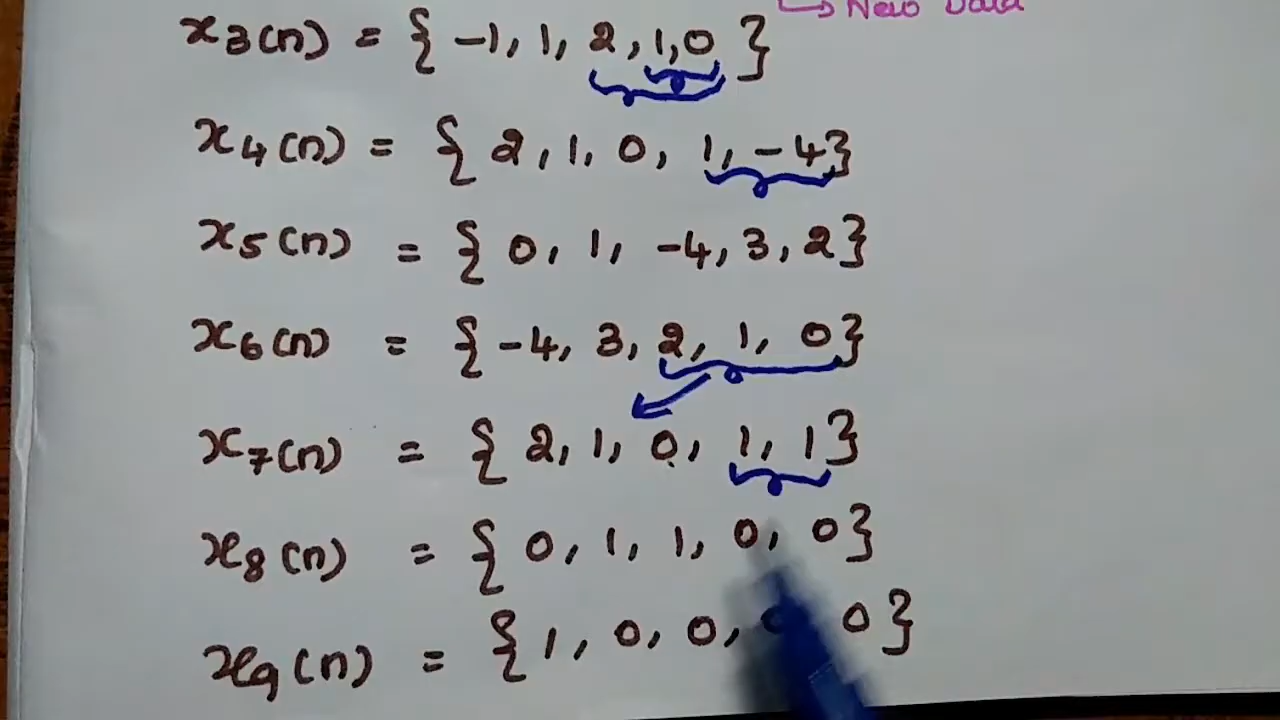 ↳ New Data
x3(n) = { -1, 1, 2, 1, 0 }
x4(n) = { 2, 1, 0, 1, -4}
x5(n) = { 0, 1, -4, 3, 2}
x6(n) = { -4, 3, 2, 1, 0}
x7(n) = { 2, 1, 0, 1, 1}
x8(n) = { 0, 1, 1, 0, 0}
x9(n) = { 1, 0, 0, 0 }